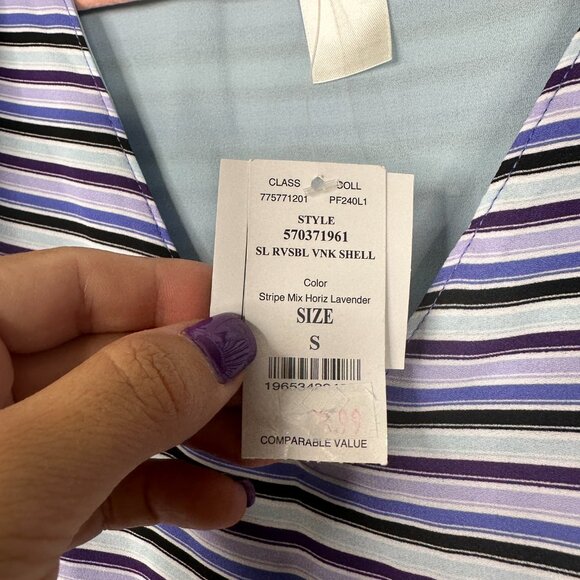 CLASS COLL
775771201 PF240L1
STYLE
570371961
SL RVSBL VNK SHELL
Color
Stripe Mix Horiz Lavender
SIZE
S
COMPARABLE VALUE